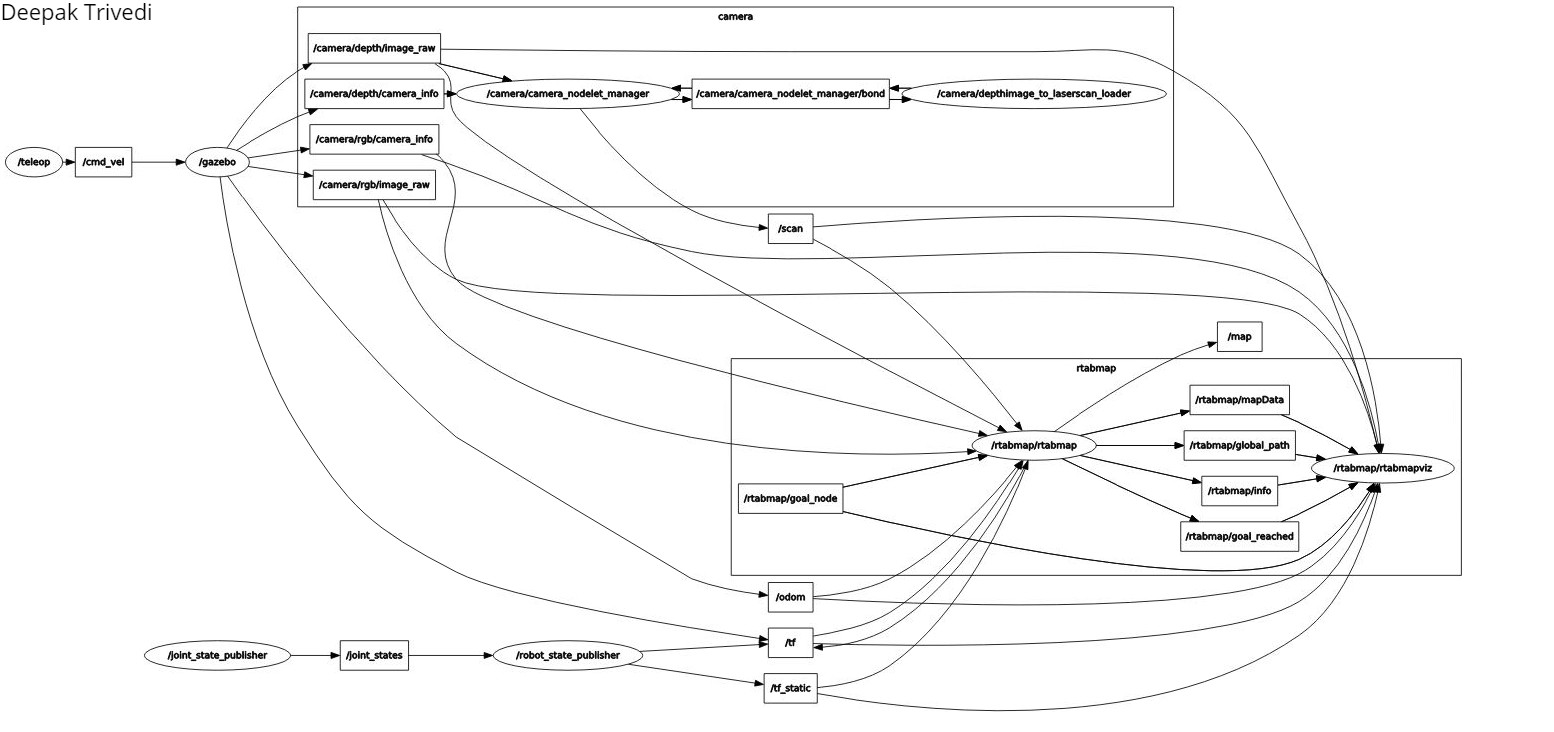 Deepak Trivedi
camera
/camera/depth/image_raw
/camera/depth/camera_info
/camera/camera_nodelet_manager
/camera/camera_nodelet_manager/bond
/camera/depthimage_to_laserscan_loader
/camera/rgb/camera_info
/teleop
/cmd_vel
/gazebo
/camera/rgb/image_raw
/scan
/map
rtabmap
/rtabmap/mapData
/rtabmap/rtabmap
/rtabmap/global_path
/rtabmap/rtabmapviz
/rtabmap/goal_node
/rtabmap/info
/rtabmap/goal_reached
/odom
/tf
/joint_state_publisher
/joint_states
/robot_state_publisher
/tf_static